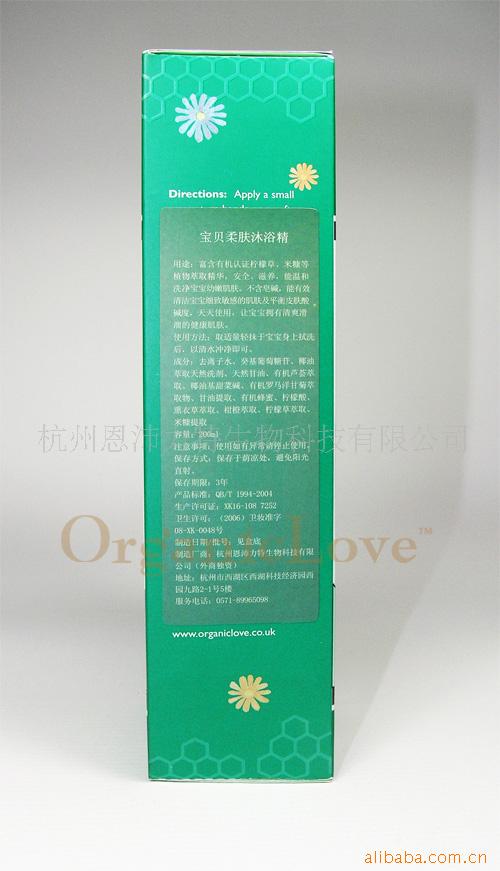 Directions: Apply a small
宝贝柔肤沐浴精
用途：富含有机认证柠檬草、米糠等
植物萃取精华，安全、滋养，能温和
洗净宝宝幼嫩肌肤。不含皂碱，能有效
清洁宝宝细致敏感的肌肤及平衡皮肤酸
碱度，天天使用，让宝宝拥有清爽滑
溜的健康肌肤。
使用方法：取适量轻抹于宝宝身上拭洗
后，以清水冲净即可。
成分：去离子水、癸基葡萄糖苷、椰油
萃取天然洗剂、天然甘油、有机芦荟萃
取、椰油基甜菜碱、有机罗马洋甘菊萃
取物、甘油提取、有机蜂蜜、柠檬酸、
薰衣草萃取、柑橙萃取、柠檬草萃取、
米糠提取
容量：200ml
注意事项：使用如有异常请停止使用。
保存方式：保存于荫凉处，避免阳光
直射。
保存期限：3年
产品标准：QB/T 1994-2004
生产许可证：XK16-108 7252
卫生许可：（2006）卫妆准字
08-XK-0048号
制造日期/批号：见盒底
制造厂商：杭州恩沛力特生物科技有限
公司（外商独资）
地址：杭州市西湖区西湖科技经济园西
园九路2-1号5楼
服务电话：0571-89965098
www.organiclove.co.uk
杭州恩沛力特生物科技有限公司
OrganicLove™
alibaba.com.cn